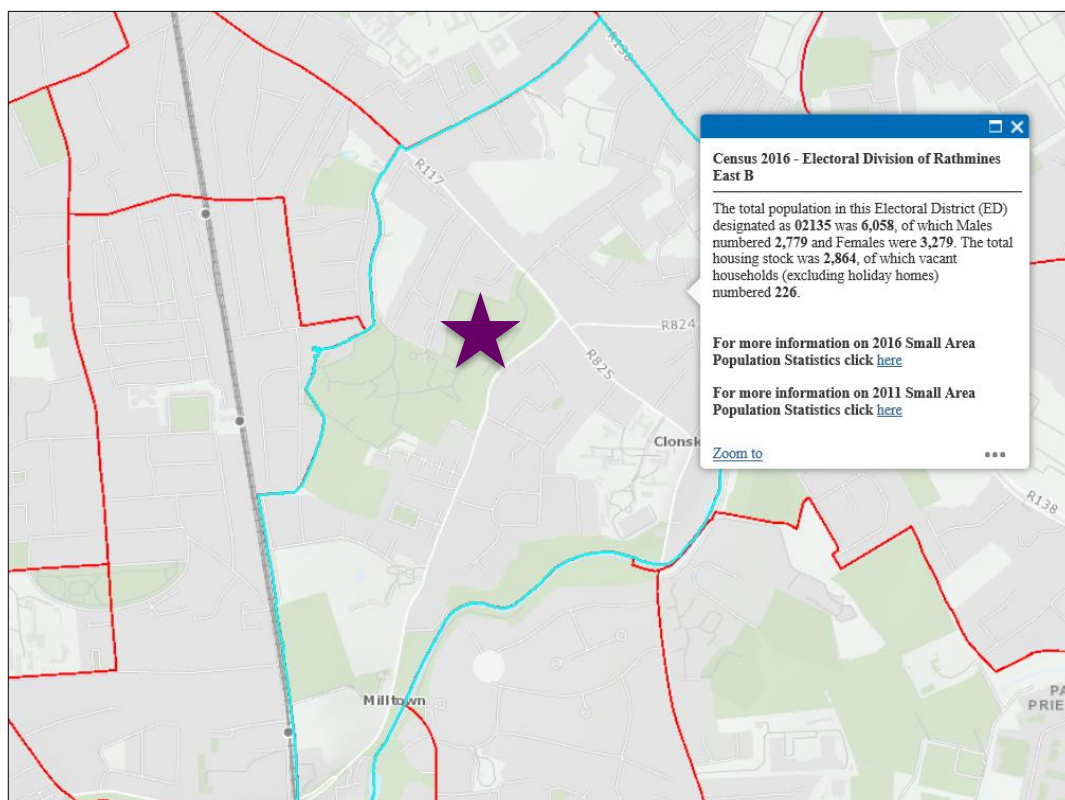 R138
R117
Census 2016 - Electoral Division of Rathmines
East B
The total population in this Electoral District (ED)
designated as 02135 was 6,058, of which Males
numbered 2,779 and Females were 3,279. The total
housing stock was 2,864, of which vacant
households (excluding holiday homes)
numbered 226.
R824
R825
For more information on 2016 Small Area
Population Statistics click here
For more information on 2011 Small Area
Population Statistics click here
Clonsk
Zoom to
R138
Milltown
PA
PRIE